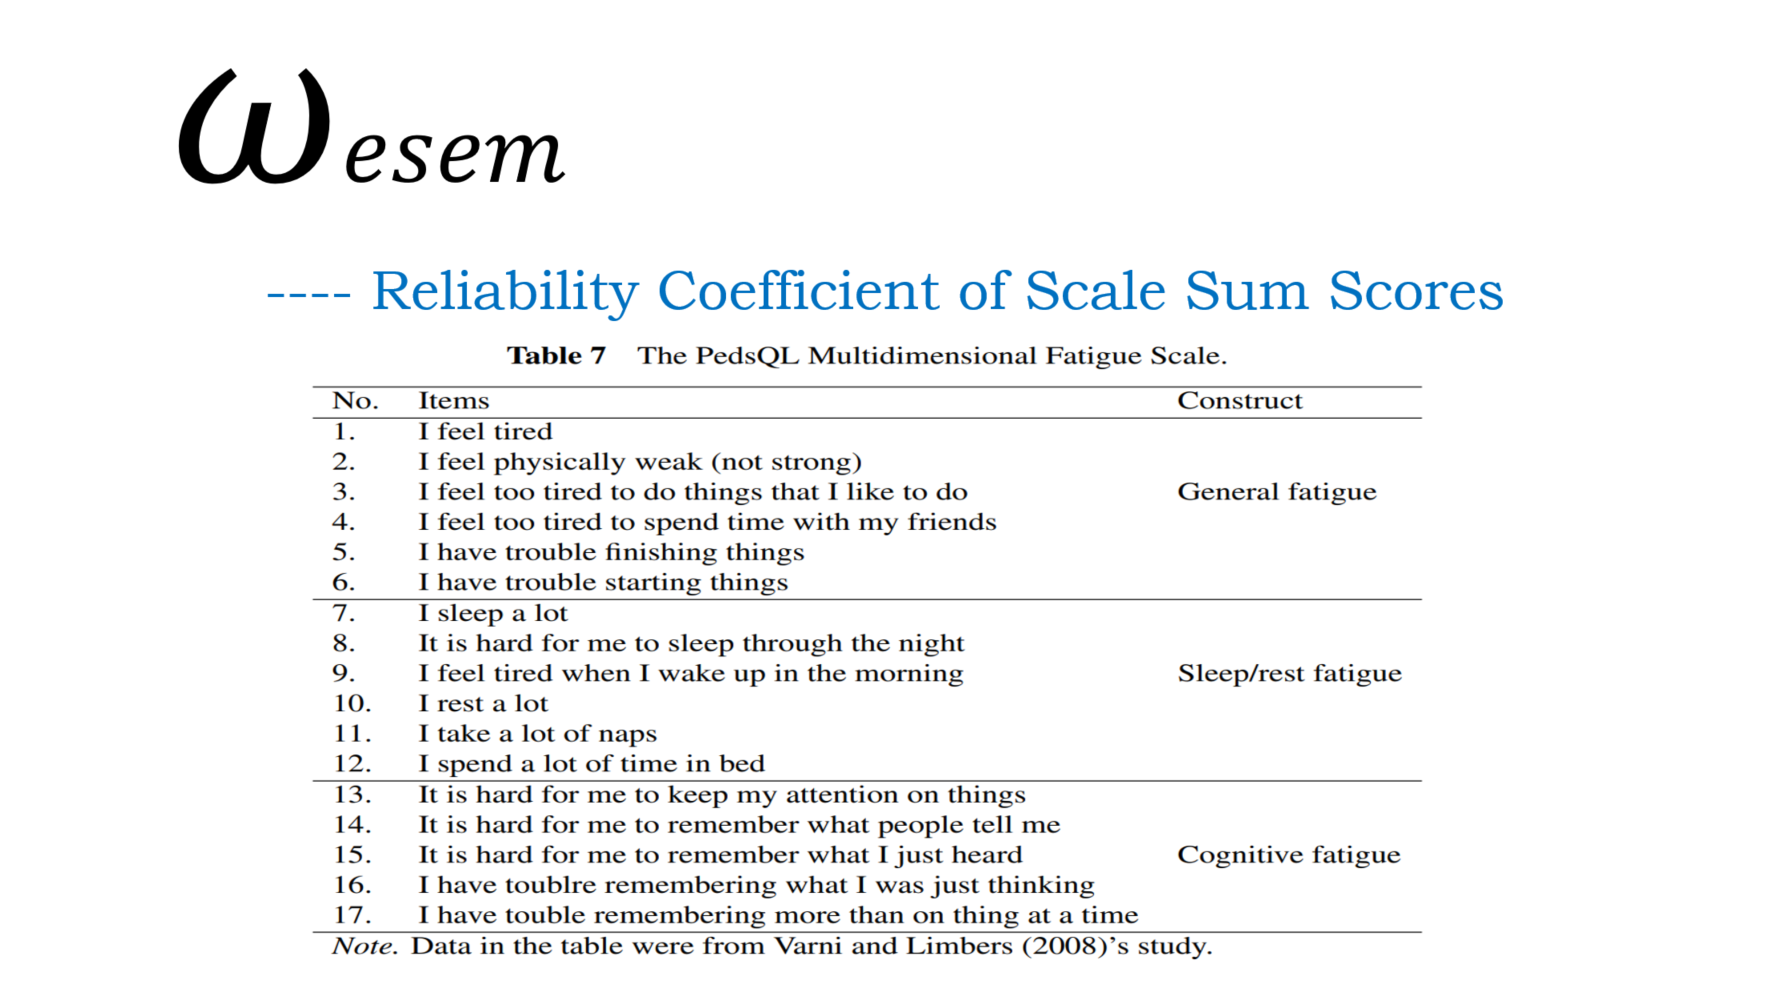 ωesem
---- Reliability Coefficient of Scale Sum Scores
Table 7 The PedsQL Multidimensional Fatigue Scale.
No. Items Construct
1. I feel tired
2. I feel physically weak (not strong)
3. I feel too tired to do things that I like to do General fatigue
4. I feel too tired to spend time with my friends
5. I have trouble finishing things
6. I have trouble starting things
7. I sleep a lot
8. It is hard for me to sleep through the night
9. I feel tired when I wake up in the morning Sleep/rest fatigue
10. I rest a lot
11. I take a lot of naps
12. I spend a lot of time in bed
13. It is hard for me to keep my attention on things
14. It is hard for me to remember what people tell me
15. It is hard for me to remember what I just heard Cognitive fatigue
16. I have toublre remembering what I was just thinking
17. I have touble remembering more than on thing at a time
Note. Data in the table were from Varni and Limbers (2008)’s study.